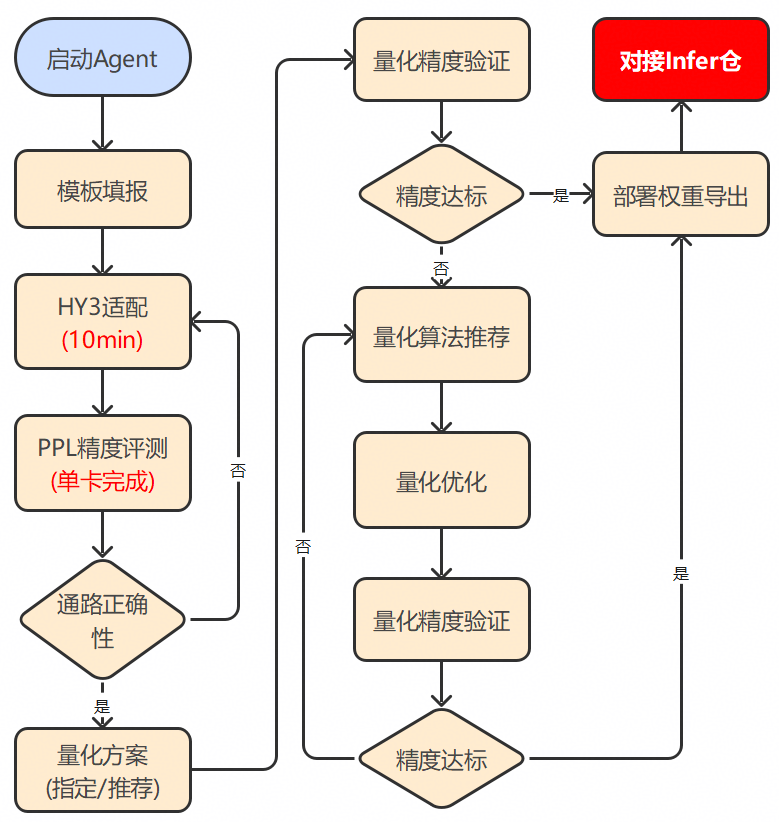 启动Agent
模板填报
HY3适配
(10min)
PPL精度评测
(单卡完成)
通路正确
性
否
是
量化方案
(指定/推荐)
量化精度验证
精度达标
是
否
量化算法推荐
量化优化
量化精度验证
精度达标
否
是
部署权重导出
对接Infer仓